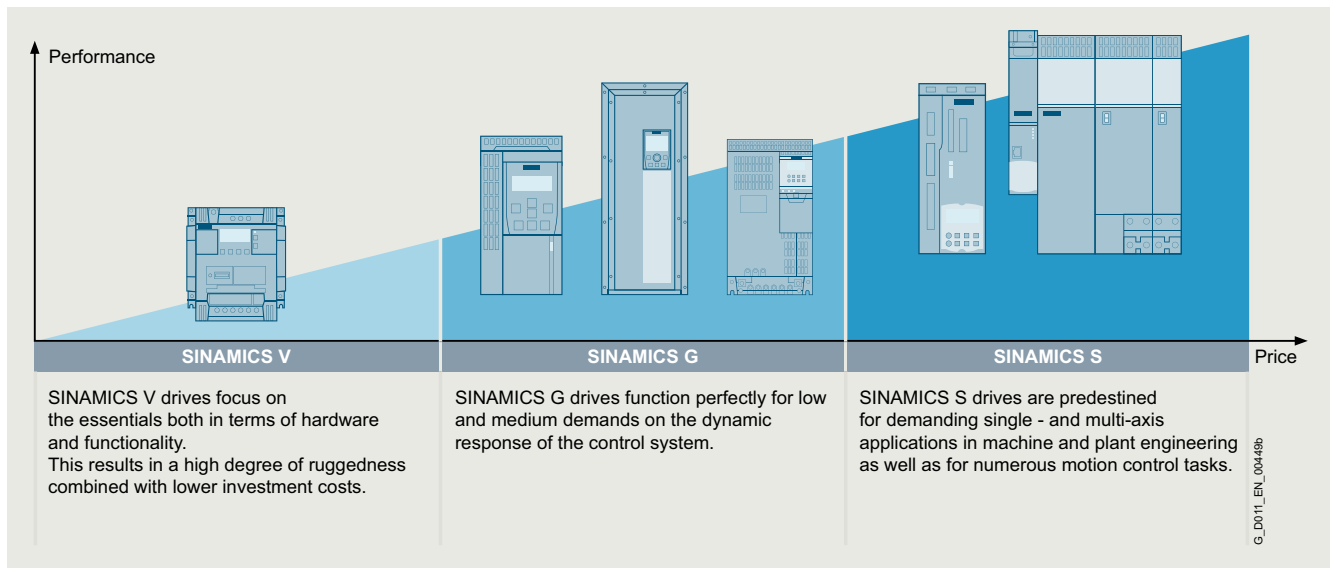 Performance
SINAMICS V
SINAMICS G
SINAMICS S
Price
SINAMICS V drives focus on
the essentials both in terms of hardware
and functionality.
This results in a high degree of ruggedness
combined with lower investment costs.
SINAMICS G drives function perfectly for low
and medium demands on the dynamic
response of the control system.
SINAMICS S drives are predestined
for demanding single - and multi-axis
applications in machine and plant engineering
as well as for numerous motion control tasks.
G_D011_EN_00449b